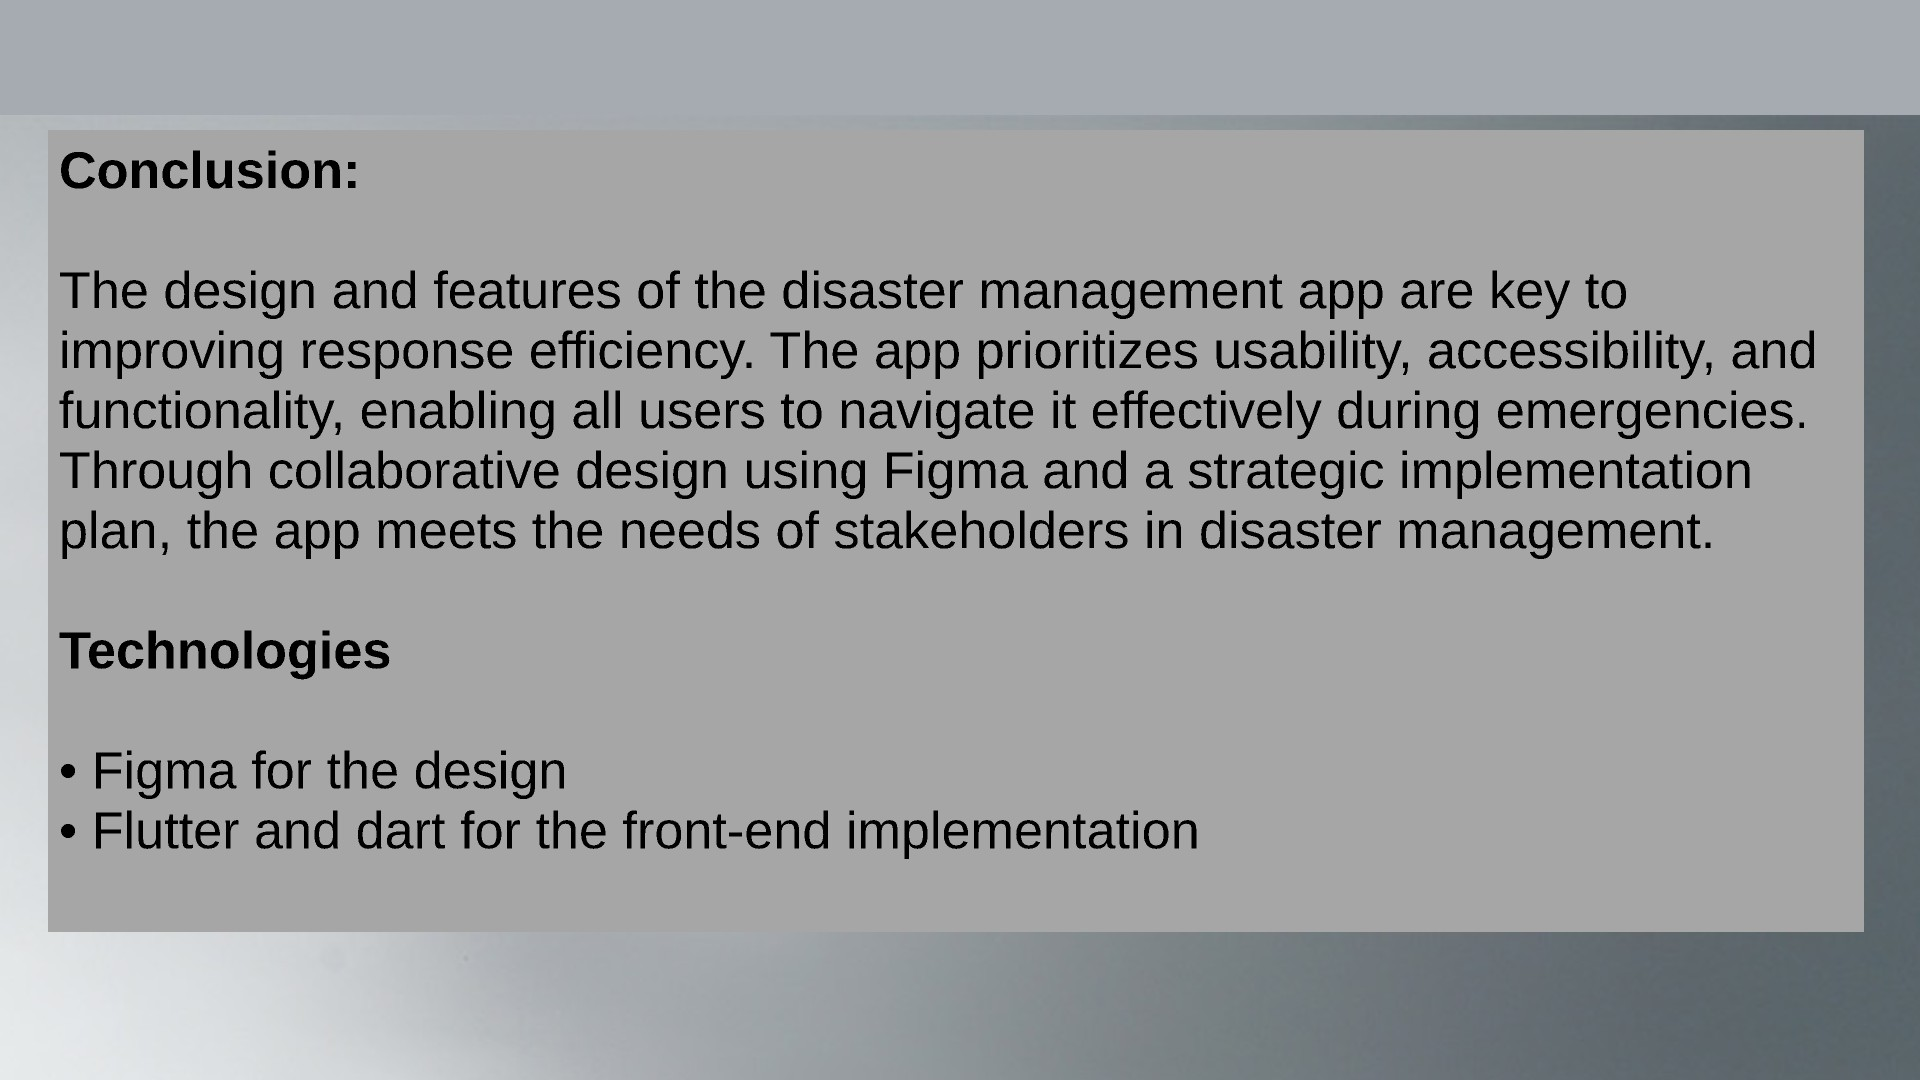 Conclusion:
The design and features of the disaster management app are key to
improving response efficiency. The app prioritizes usability, accessibility, and
functionality, enabling all users to navigate it effectively during emergencies.
Through collaborative design using Figma and a strategic implementation
plan, the app meets the needs of stakeholders in disaster management.
Technologies
• Figma for the design
• Flutter and dart for the front-end implementation